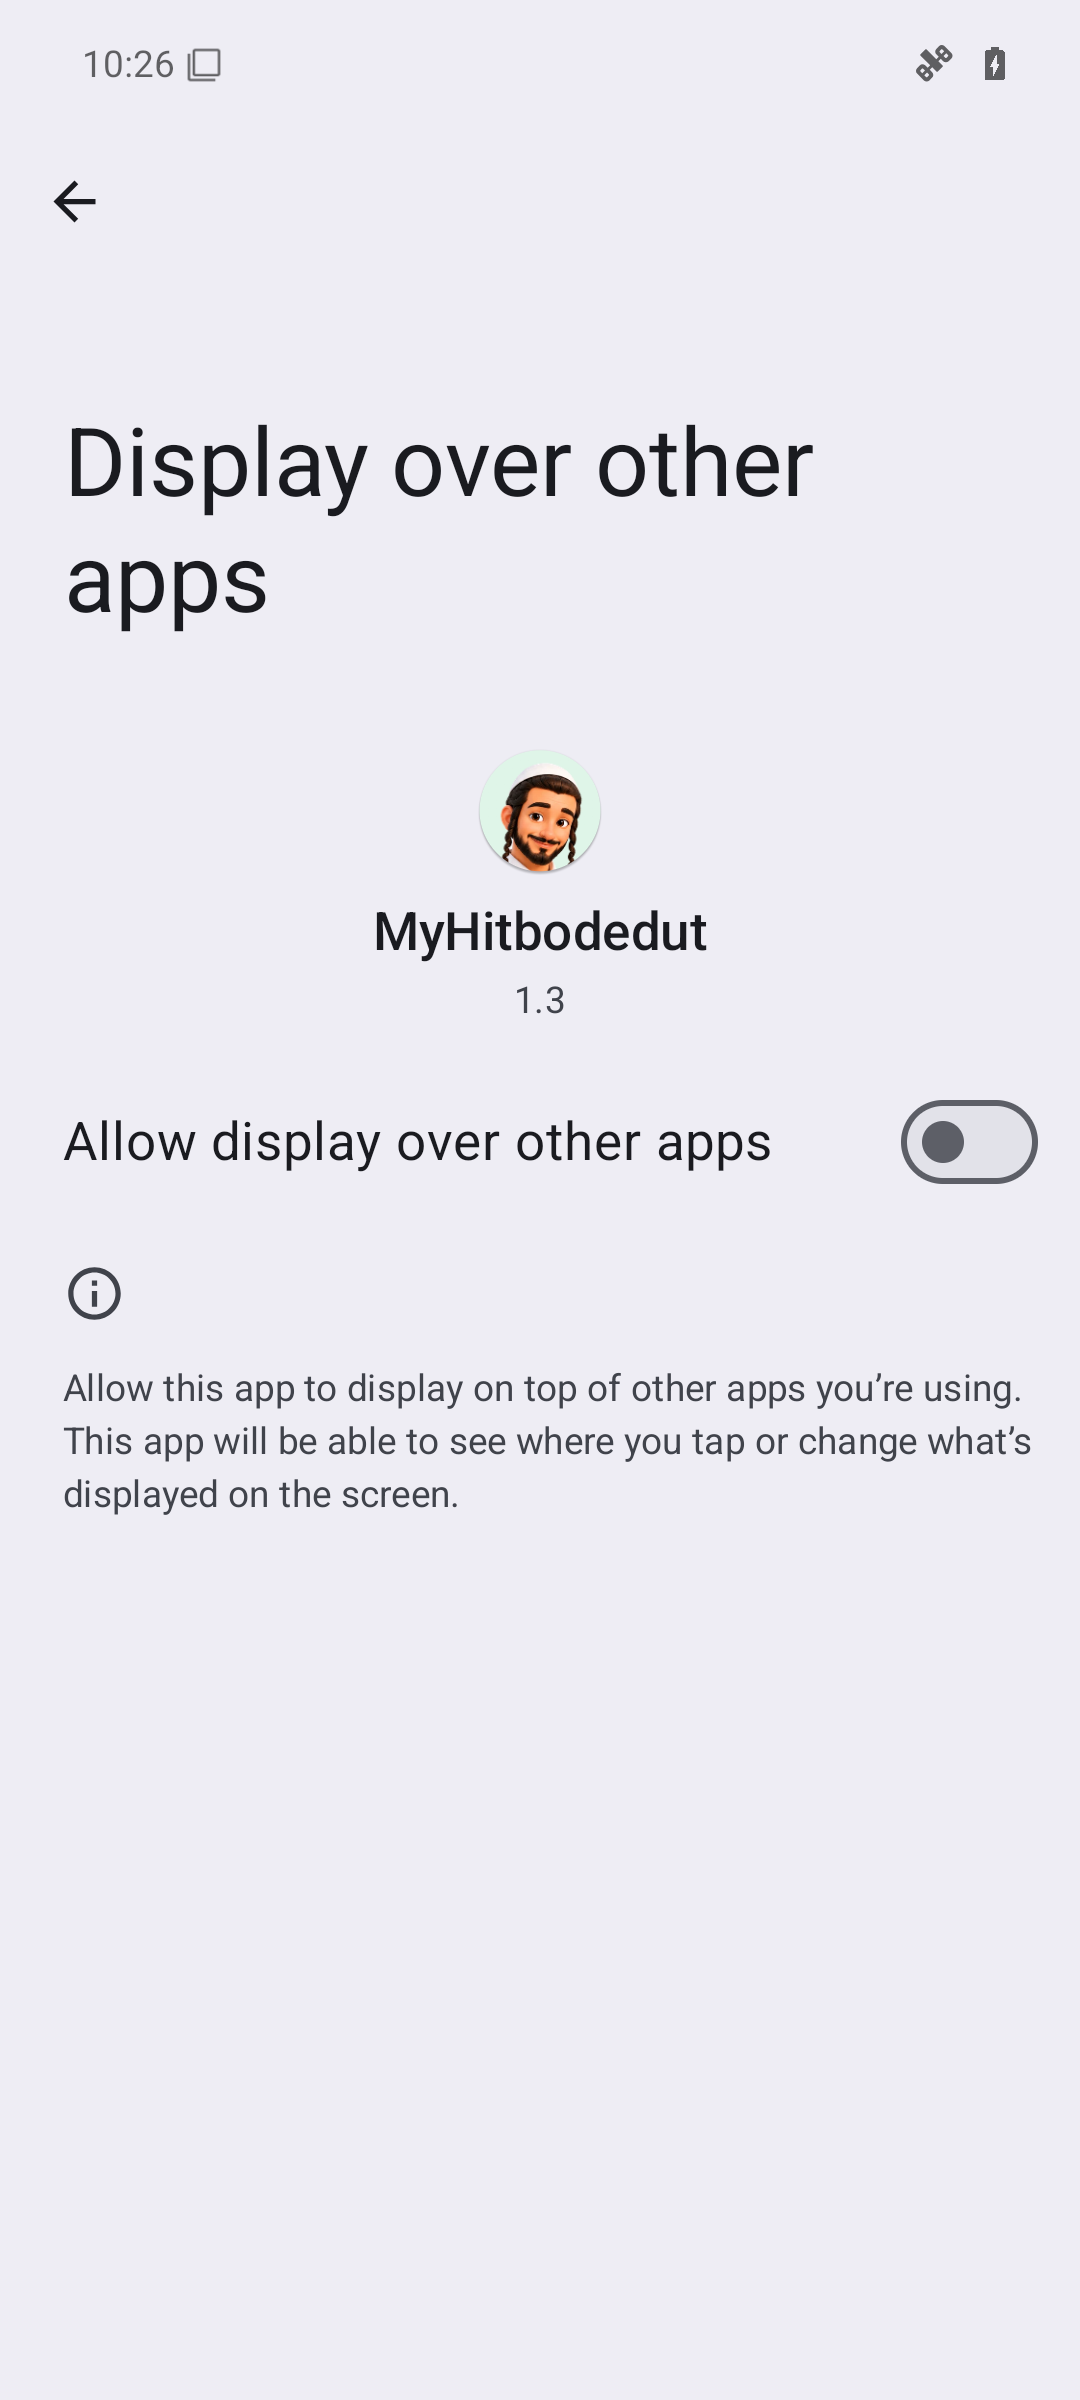 10:26
Display over other
apps
MyHitbodedut
1.3
Allow display over other apps
Allow this app to display on top of other apps you’re using.
This app will be able to see where you tap or change what’s
displayed on the screen.